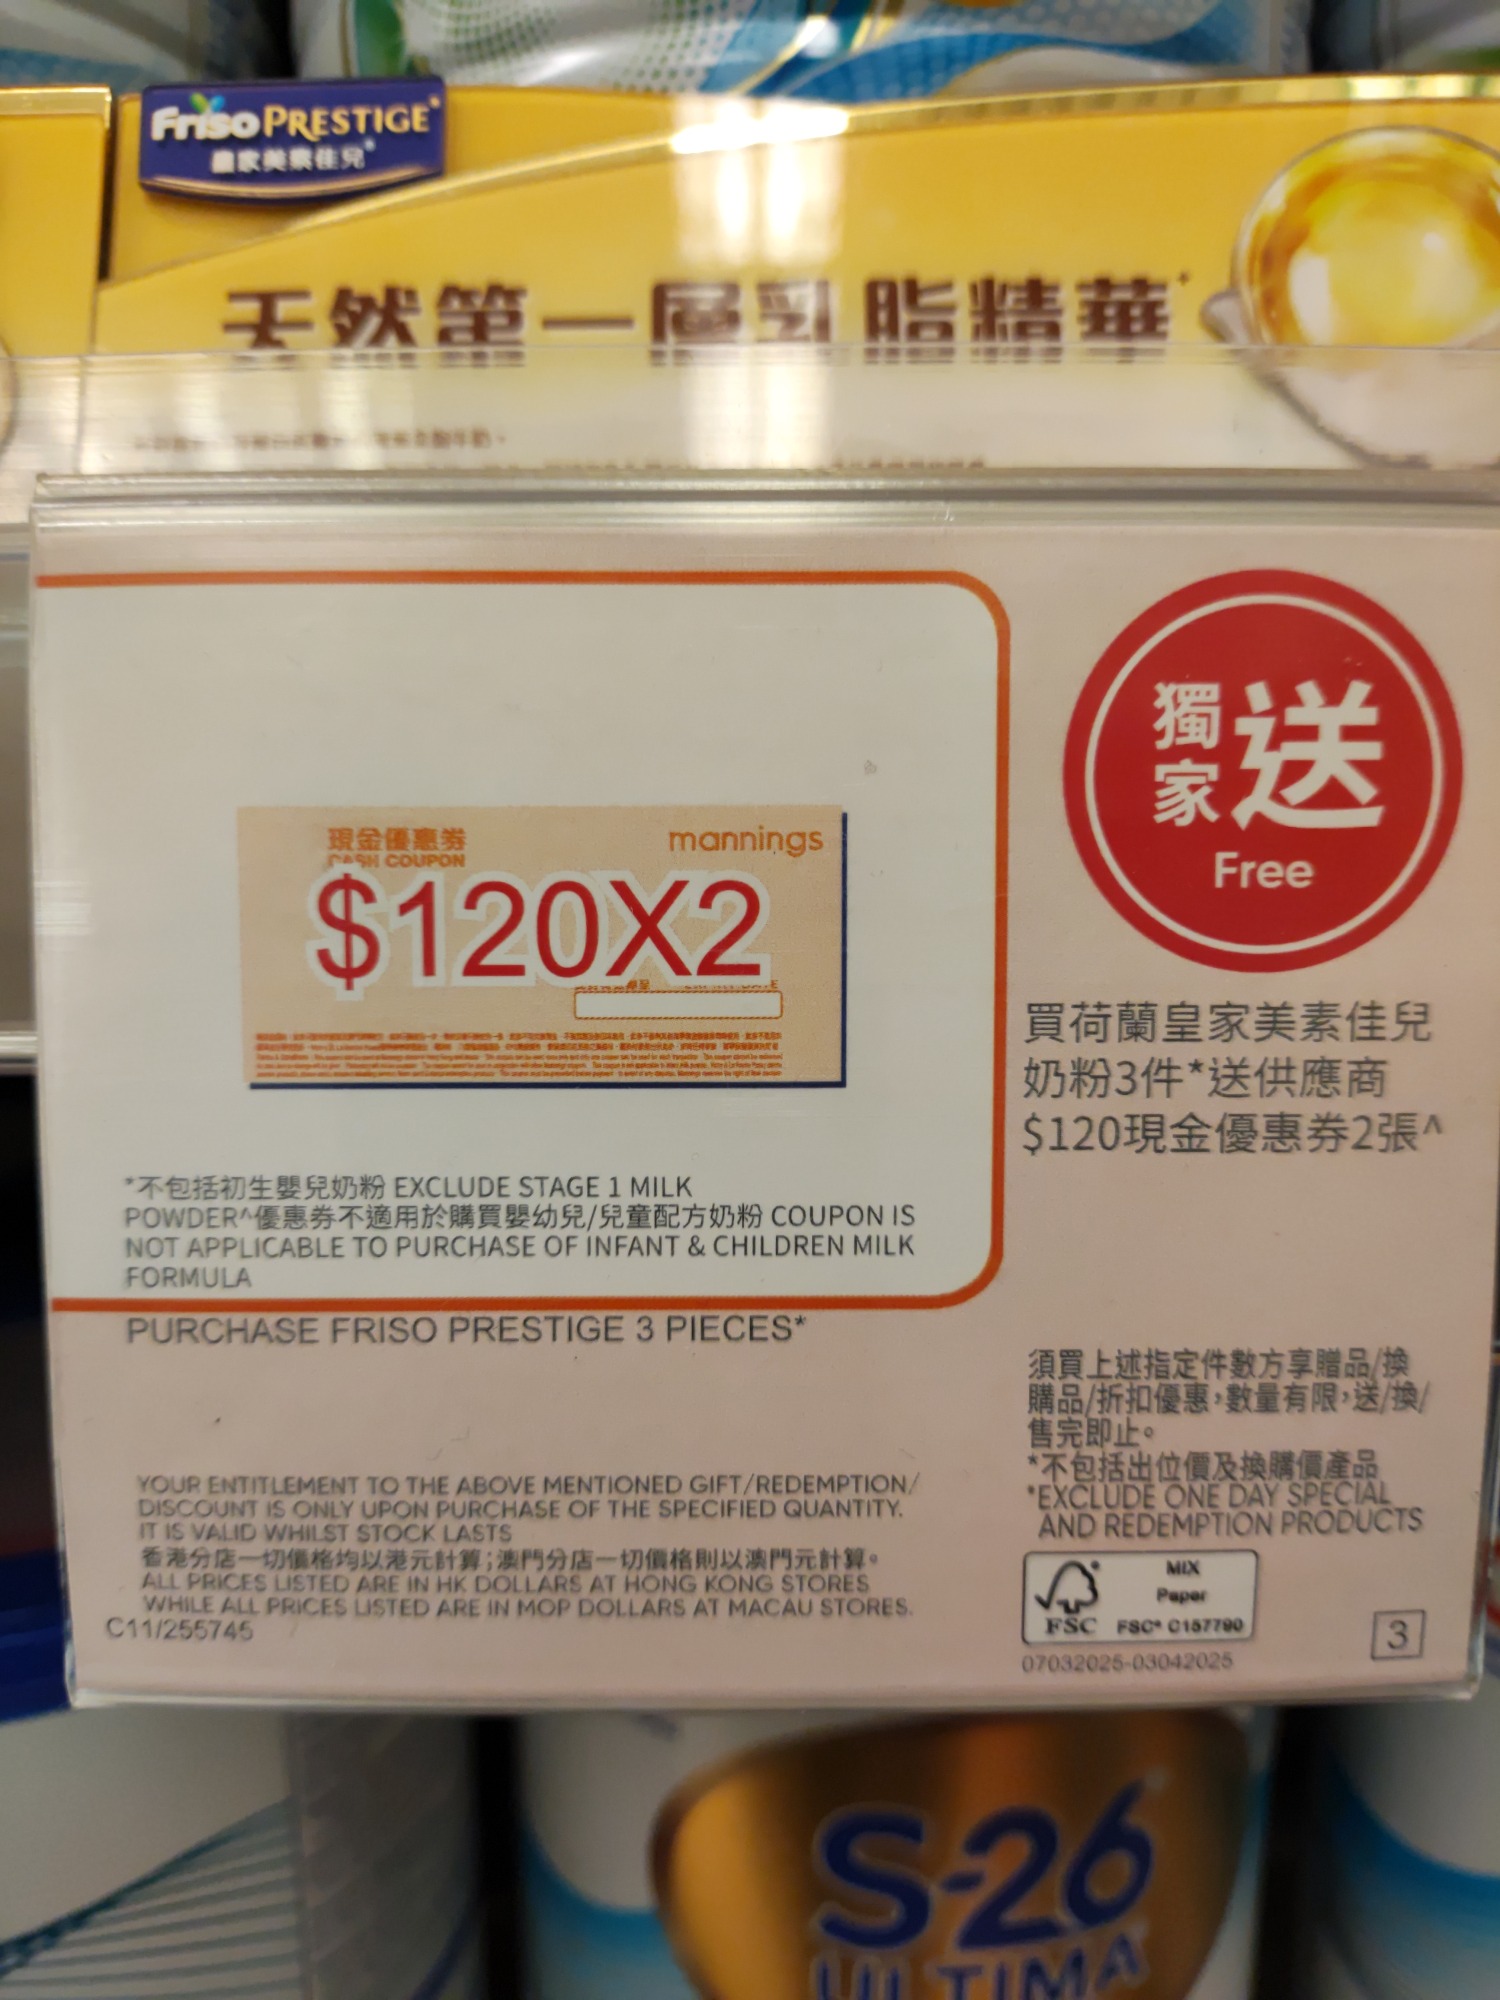 Friso PRESTIGE
皇家美素佳兒
天然第一層乳脂精華
現金優惠券
mannings
CASH COUPON
$120X2
獨家送
Free
買荷蘭皇家美素佳兒
奶粉3件*送供應商
$120現金優惠券2張^
*不包括初生嬰兒奶粉 EXCLUDE STAGE 1 MILK
POWDER^優惠券不適用於購買嬰幼兒/兒童配方奶粉 COUPON IS
NOT APPLICABLE TO PURCHASE OF INFANT & CHILDREN MILK
FORMULA
PURCHASE FRISO PRESTIGE 3 PIECES*
須買上述指定件數方享贈品/換
購品/折扣優惠，數量有限，送/換/
售完即止。
*不包括出位價及換購價產品
*EXCLUDE ONE DAY SPECIAL
AND REDEMPTION PRODUCTS
YOUR ENTITLEMENT TO THE ABOVE MENTIONED GIFT/REDEMPTION/
DISCOUNT IS ONLY UPON PURCHASE OF THE SPECIFIED QUANTITY.
IT IS VALID WHILST STOCK LASTS
香港分店一切價格均以港元計算；澳門分店一切價格則以澳門元計算。
ALL PRICES LISTED ARE IN HK DOLLARS AT HONG KONG STORES
WHILE ALL PRICES LISTED ARE IN MOP DOLLARS AT MACAU STORES.
C11/255745
MIX
Paper
FSC
FSC® C157790
3
07032025-03042025
S-26
ULTIMA